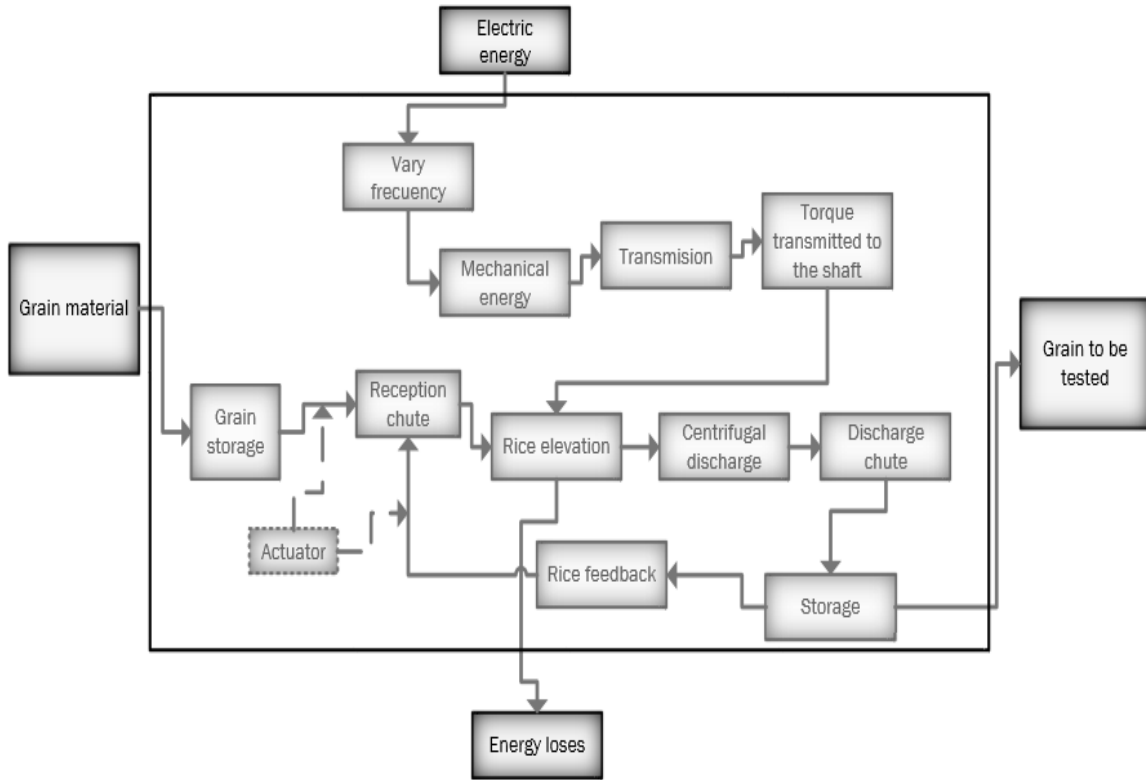 Electric
energy
Vary
frecuency
Mechanical
energy
Transmision
Torque
transmitted to
the shaft
Grain material
Grain to be
tested
Grain
storage
Reception
chute
Rice elevation
Centrifugal
discharge
Discharge
chute
Actuator
Rice feedback
Storage
Energy loses